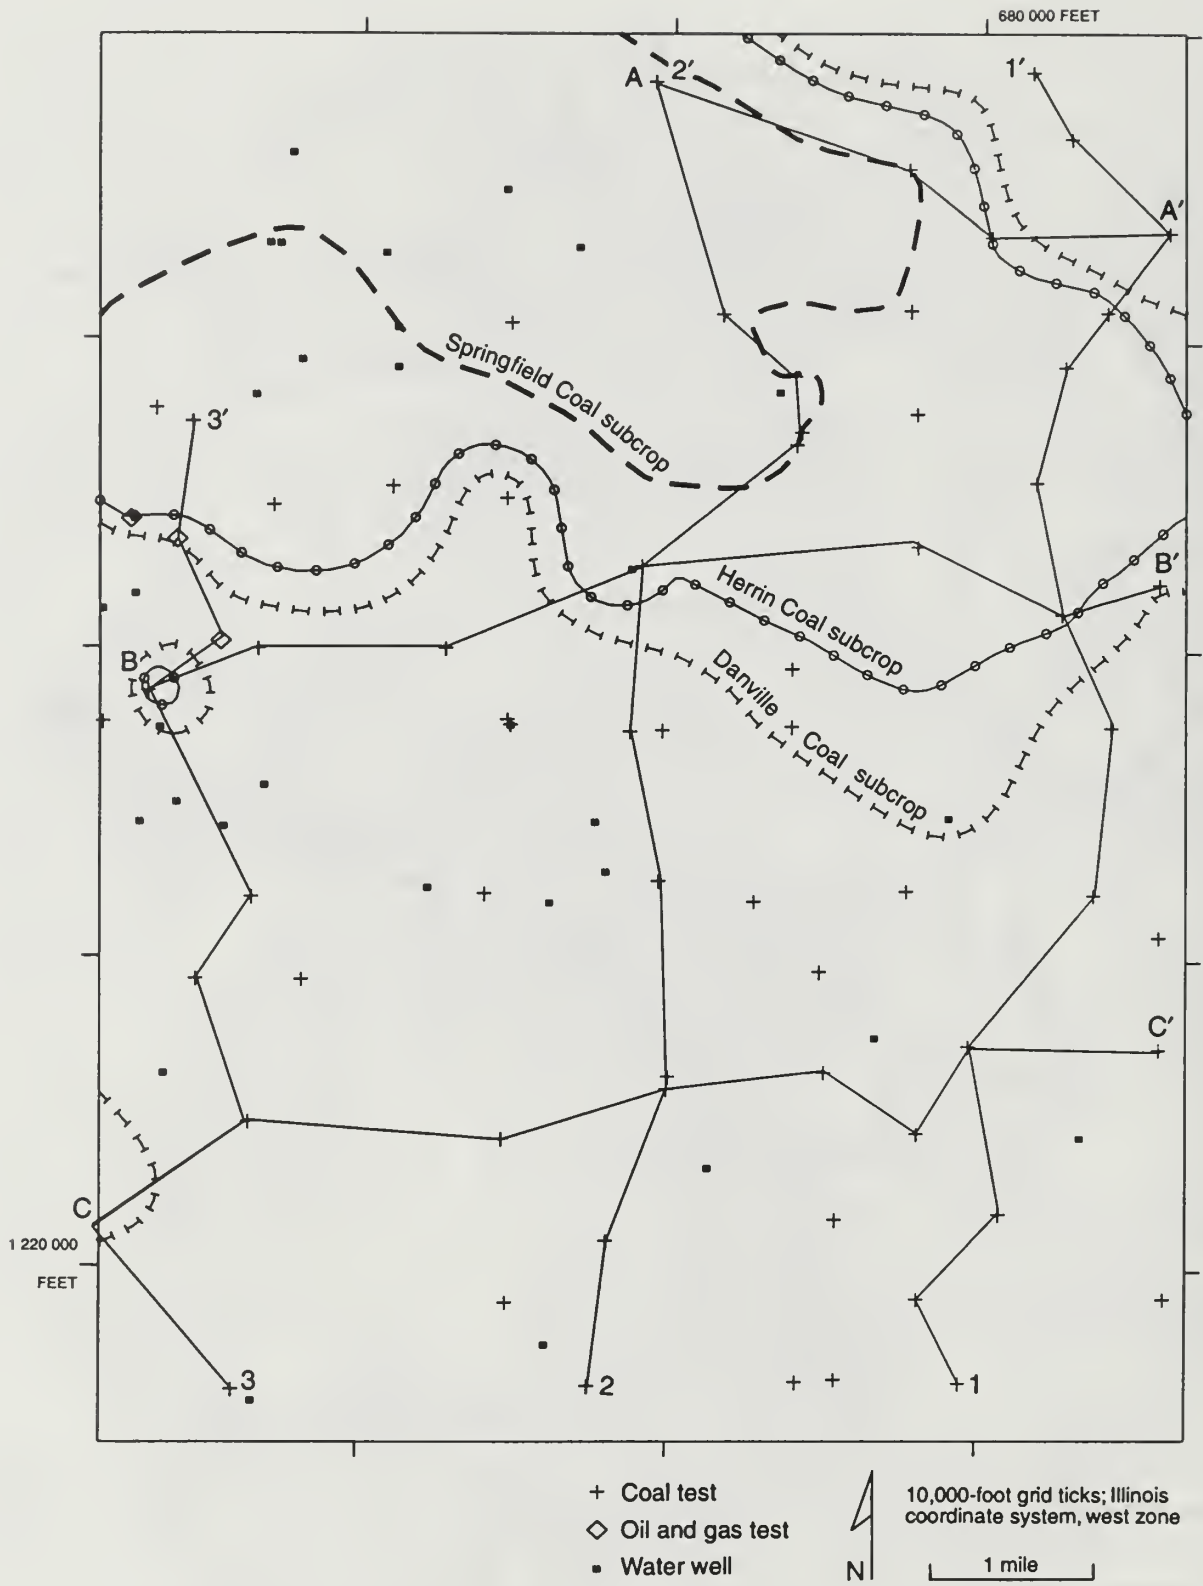 680 000 FEET
A
2'
1'
A'
Springfield Coal subcrop
3'
Herrin Coal subcrop
B'
B
Danville Coal subcrop
C'
C
1 220 000
FEET
3
2
1
Coal test
Oil and gas test
Water well
N
10,000-foot grid ticks; Illinois
coordinate system, west zone
1 mile